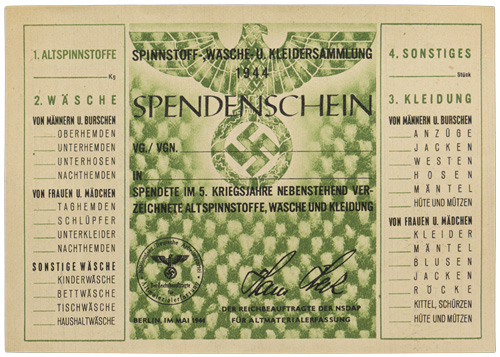 1. ALTSPINNSTOFFE
Kg
2. WÄSCHE
VON MÄNNERN U. BURSCHEN
OBERHEMDEN
UNTERHEMDEN
UNTERHOSEN
NACHTHEMDEN
VON FRAUEN U. MÄDCHEN
TAGHEMDEN
SCHLÜPFER
UNTERKLEIDER
NACHTHEMDEN
SONSTIGE WÄSCHE
KINDERWÄSCHE
BETTWÄSCHE
TISCHWÄSCHE
HAUSHALTWÄSCHE
SPINNSTOFF-, WÄSCHE- U. KLEIDERSAMMLUNG
1944
SPENDENSCHEIN
VG./VGN.
IN
SPENDETE IM 5. KRIEGSJAHRE NEBENSTEHEND VER-
ZEICHNETE ALTSPINNSTOFFE, WÄSCHE UND KLEIDUNG
DER REICHBEAUFTRAGTE DER NSDAP
FÜR ALTMATERIALERFASSUNG
BERLIN, IM MAI 1944
4. SONSTIGES
Stück
3. KLEIDUNG
VON MÄNNERN U. BURSCHEN
ANZÜGE
JACKEN
WESTEN
HOSEN
MÄNTEL
HÜTE UND MÜTZEN
VON FRAUEN U. MÄDCHEN
KLEIDER
MÄNTEL
BLUSEN
JACKEN
RÖCKE
KITTEL, SCHÜRZEN
HÜTE UND MÜTZEN